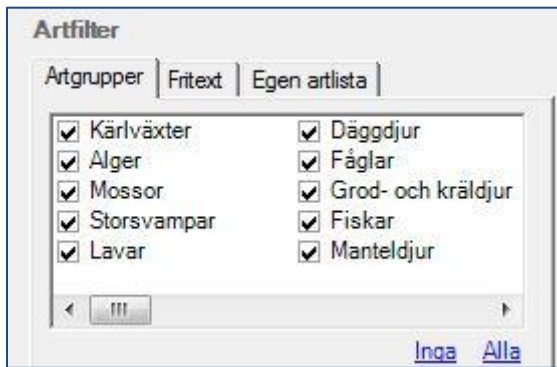 Artfilter
Artgrupper Fritext Egen artlista
Kärlväxter Däggdjur
Alger Fåglar
Mossor Grod- och kräldjur
Storsvampar Fiskar
Lavar Manteldjur
Inga Alla